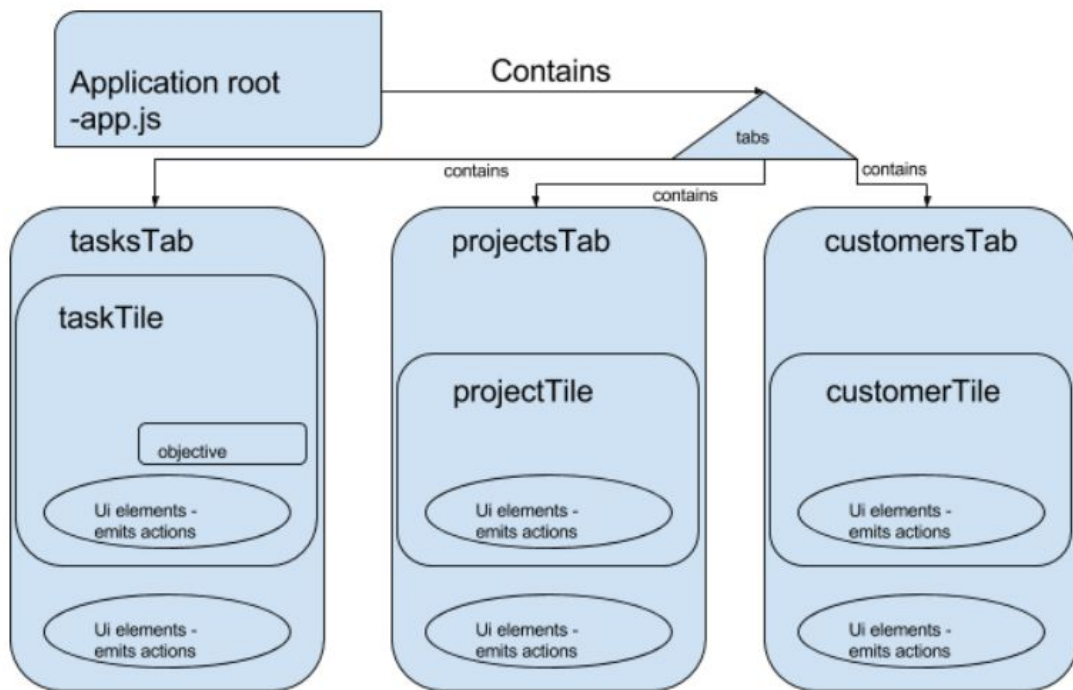 Application root
-app.js
Contains
tabs
contains
contains
contains
tasksTab
projectsTab
customersTab
taskTile
projectTile
customerTile
objective
Ui elements -
emits actions
Ui elements -
emits actions
Ui elements -
emits actions
Ui elements -
emits actions
Ui elements -
emits actions
Ui elements -
emits actions